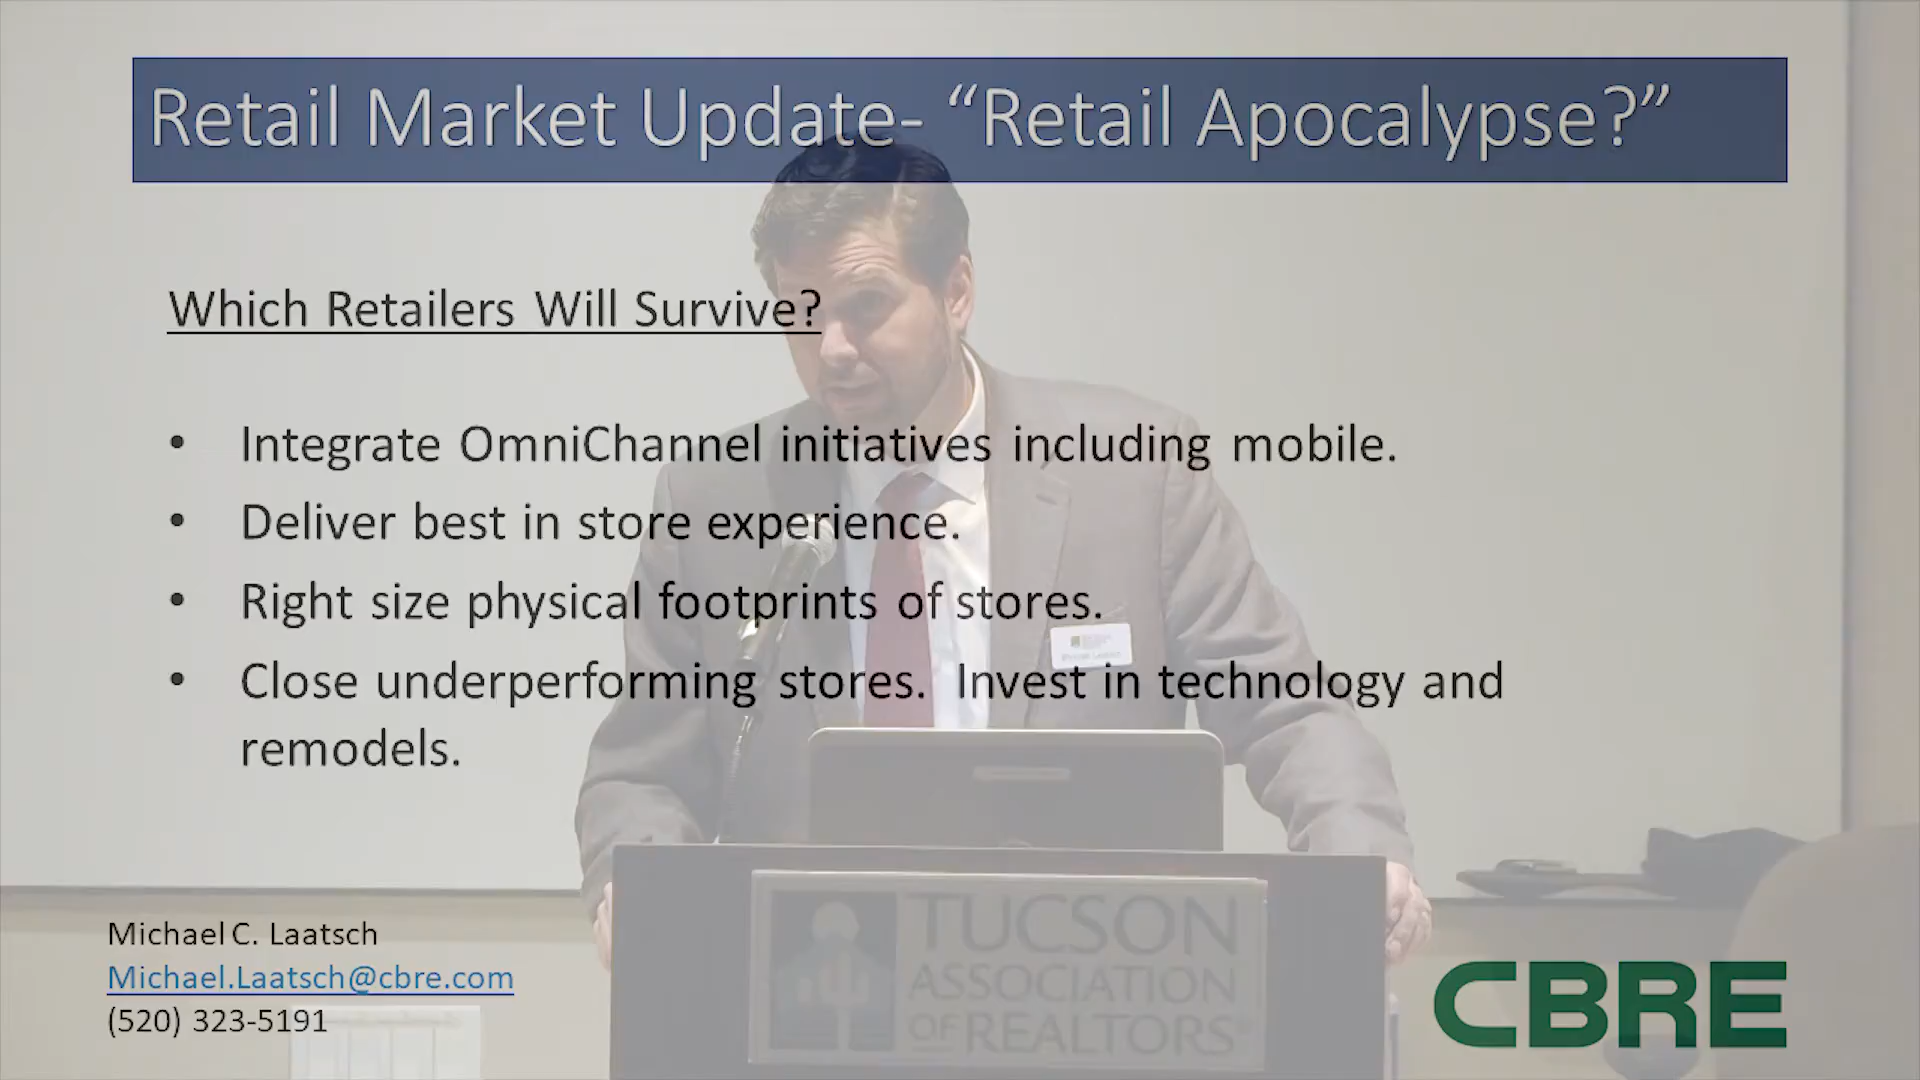 Retail Market Update- “Retail Apocalypse?”
Which Retailers Will Survive?
• Integrate OmniChannel initiatives including mobile.
• Deliver best in store experience.
• Right size physical footprints of stores.
• Close underperforming stores. Invest in technology and
remodels.
Michael C. Laatsch
Michael.Laatsch@cbre.com
(520) 323-5191
CBRE
TUCSON
ASSOCIATION
OF REALTORS®